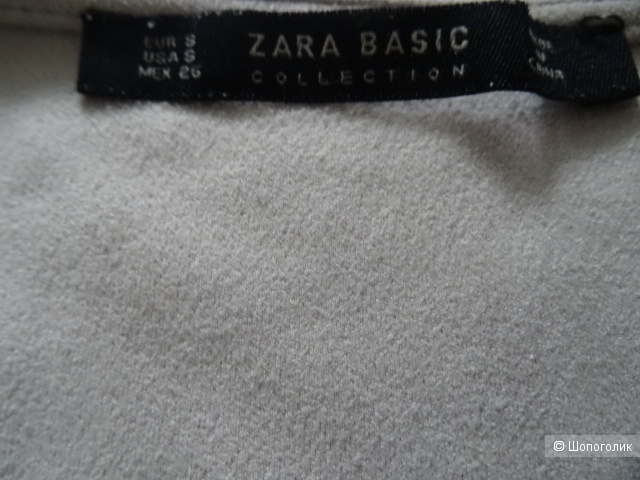 EUR S
USA S
MEX 26
ZARA BASIC
COLLECTION
© Шопоголик